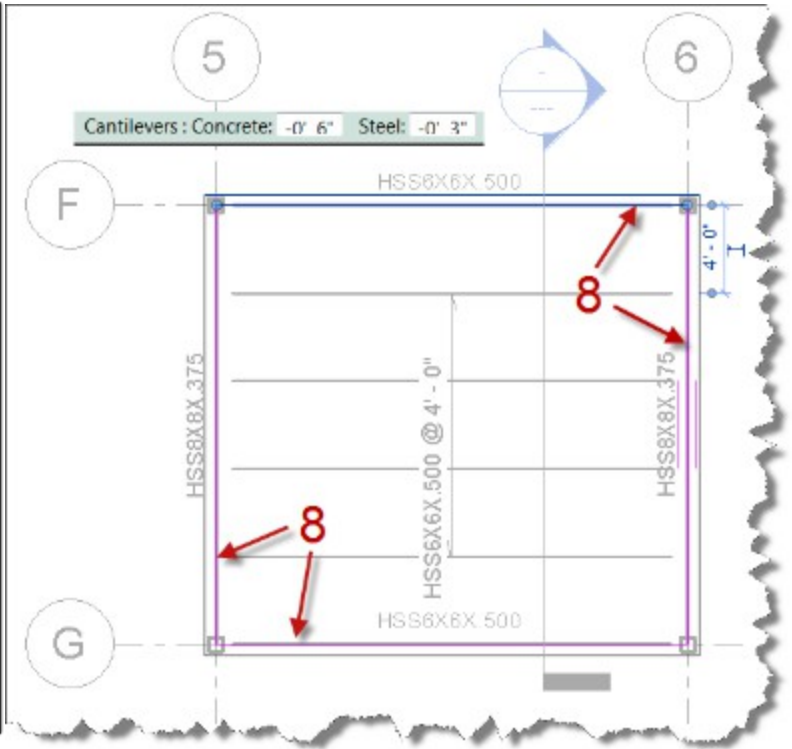 5 6
Cantilevers : Concrete: -0' 6" Steel: -0' 3"
HSS6X6X.500
F
4' - 0"
8
HSS8X8X.375
HSS6X6X.500 @ 4' - 0"
HSS8X8X.375
8
HSS6X6X.500
G